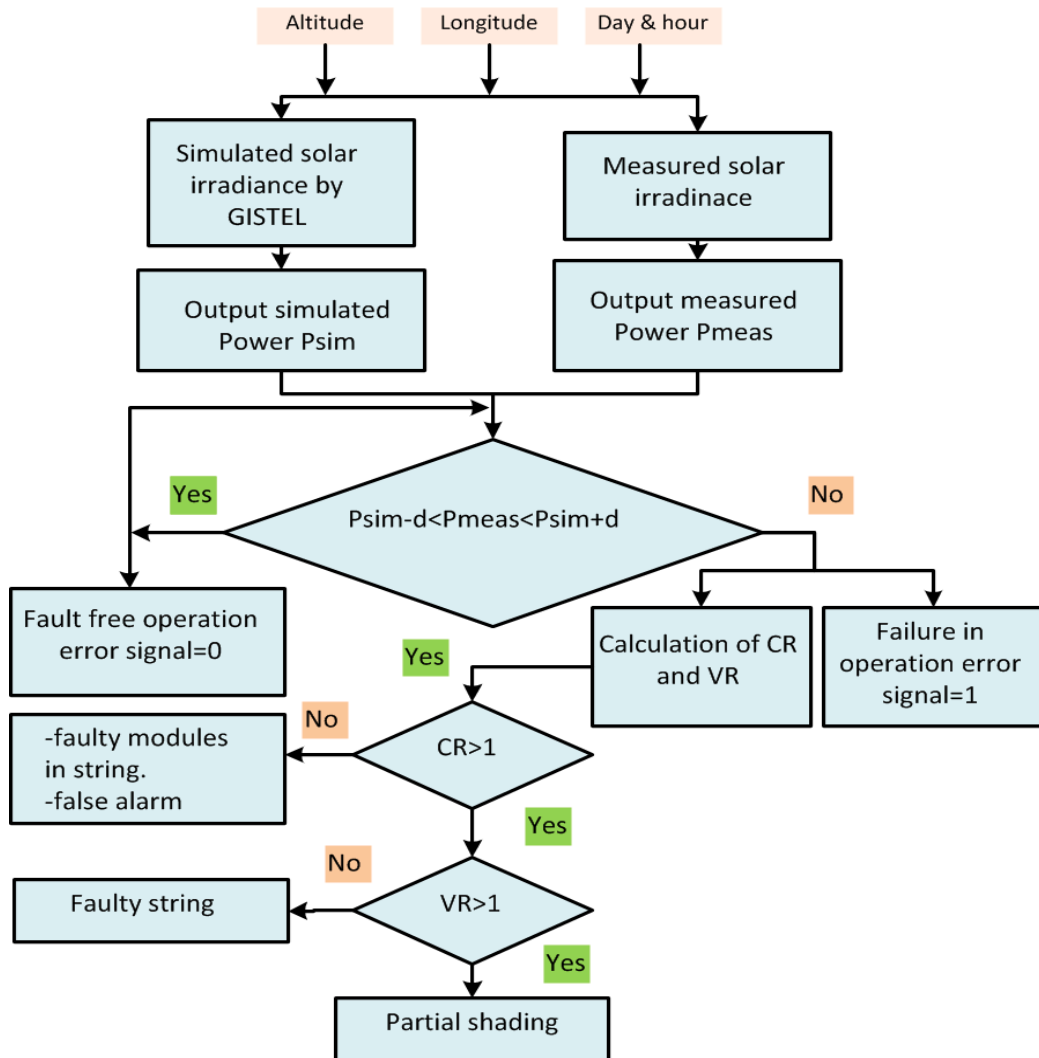 Altitude
Longitude
Day & hour
Simulated solar
irradiance by
GISTEL
Measured solar
irradinace
Output simulated
Power Psim
Output measured
Power Pmeas
Yes
No
Psim-d<Pmeas<Psim+d
Fault free operation
error signal=0
Yes
Calculation of CR
and VR
Failure in
operation error
signal=1
-faulty modules
in string.
-false alarm
No
CR>1
Yes
No
Faulty string
VR>1
Yes
Partial shading